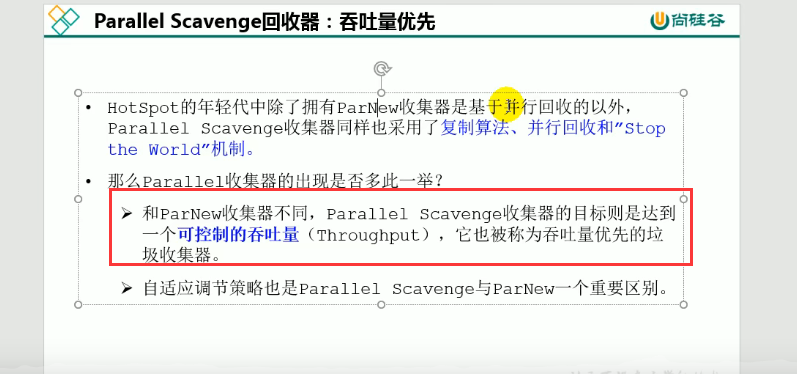 Parallel Scavenge回收器：吞吐量优先
尚硅谷
• HotSpot的年轻代中除了拥有ParNew收集器是基于并行回收的以外，
Parallel Scavenge收集器同样也采用了复制算法、并行回收和"Stop
the World"机制。
• 那么Parallel收集器的出现是否多此一举？
➢ 和ParNew收集器不同，Parallel Scavenge收集器的目标则是达到
一个可控制的吞吐量（Throughput），它也被称为吞吐量优先的垃
圾收集器。
➢ 自适应调节策略也是Parallel Scavenge与ParNew一个重要区别。